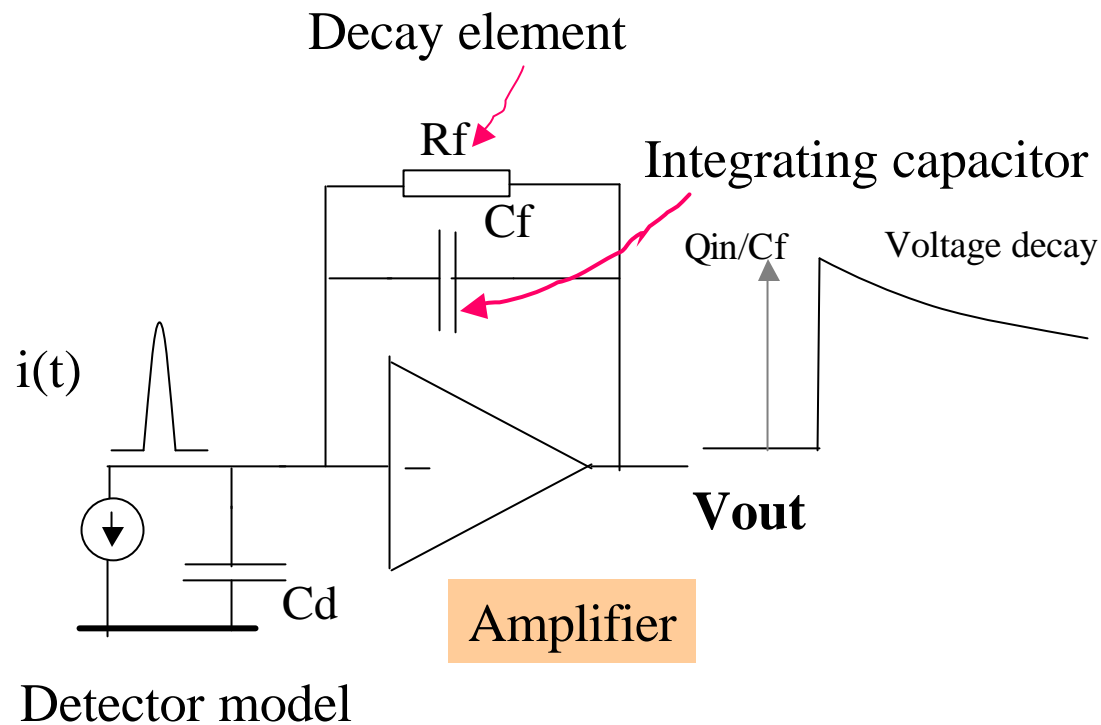 Decay element
Rf
Integrating capacitor
Cf
Qin/Cf
Voltage decay
i(t)
–
Vout
Cd
Amplifier
Detector model